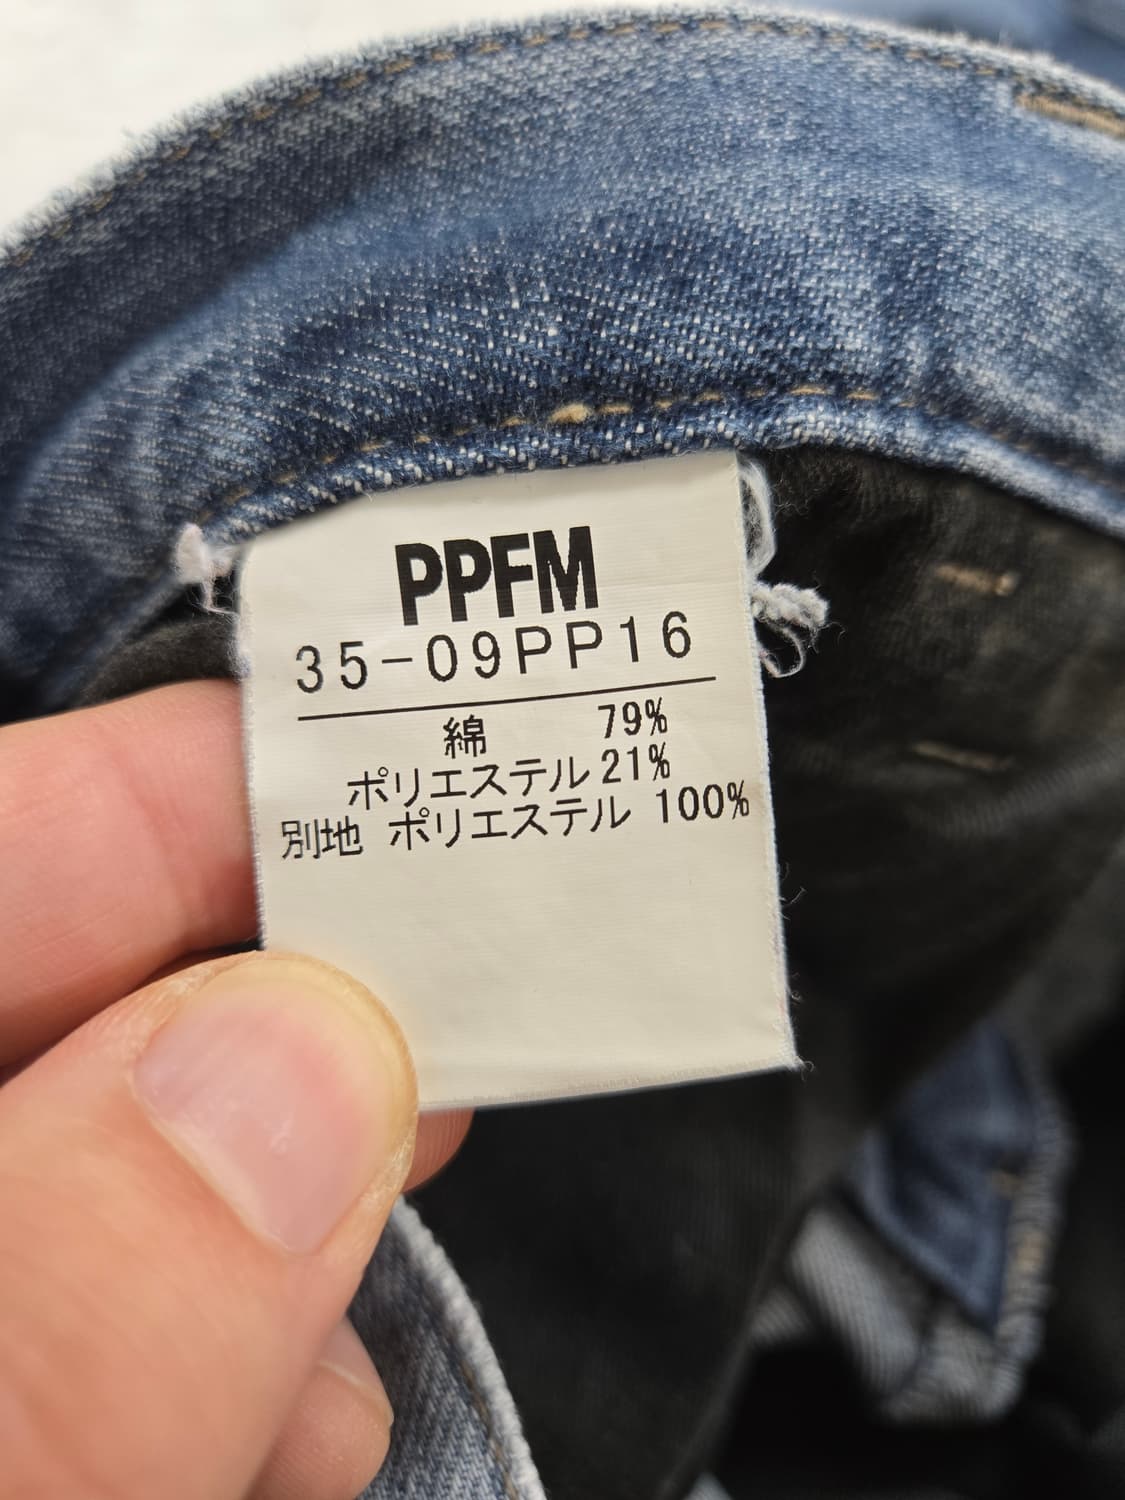 PPFM
35-09PP16
綿 79%
ポリエステル 21%
別地 ポリエステル 100%